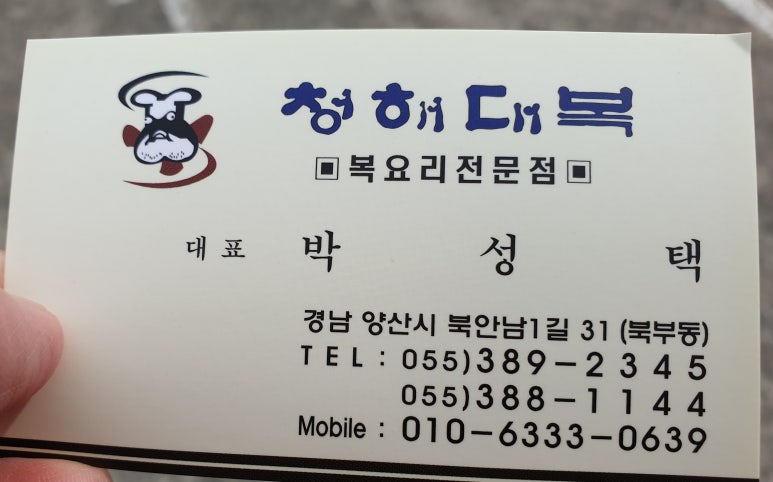 청해대복
▣복요리전문점▣
대표 박성택
경남 양산시 북안남1길 31 (북부동)
TEL : 055)389-2345
055)388-1144
Mobile : 010-6333-0639